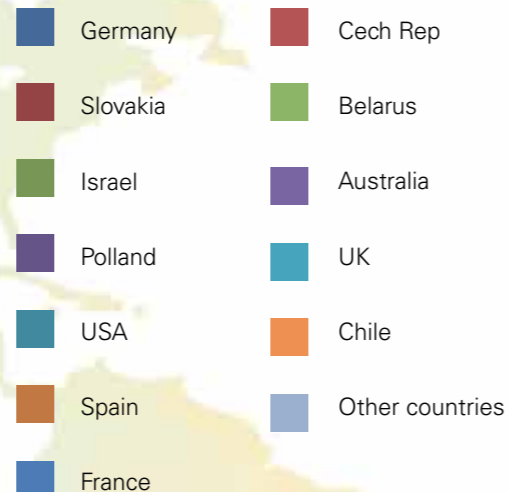 Germany
Slovakia
Israel
Polland
USA
Spain
France
Cech Rep
Belarus
Australia
UK
Chile
Other countries